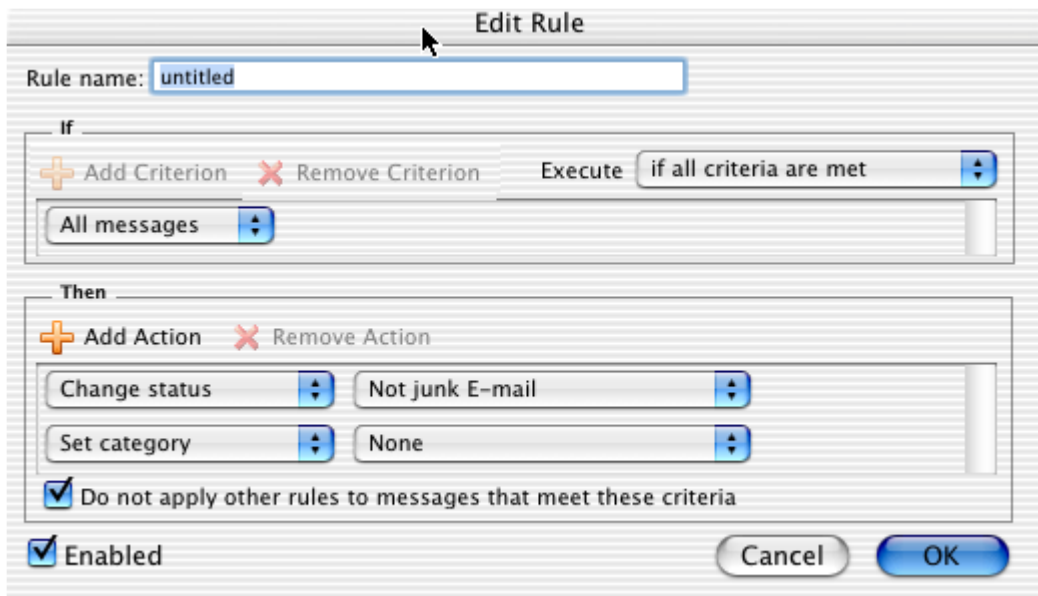 Edit Rule
Rule name: untitled
If
Add Criterion Remove Criterion Execute if all criteria are met
All messages
Then
Add Action Remove Action
Change status Not junk E-mail
Set category None
Do not apply other rules to messages that meet these criteria
Enabled Cancel OK